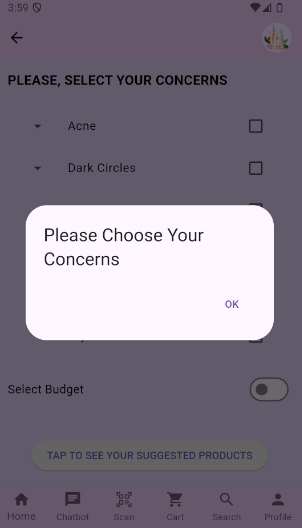 3:59
PLEASE, SELECT YOUR CONCERNS
Acne
Dark Circles
Please Choose Your
Concerns
OK
Select Budget
TAP TO SEE YOUR SUGGESTED PRODUCTS
Home Chatbot Scan Cart Search Profile